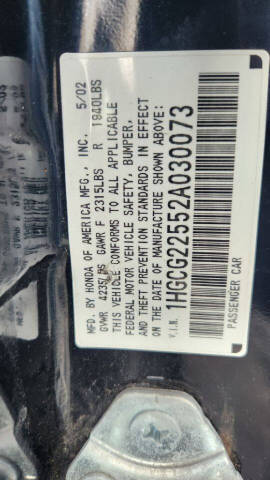 MFD. BY HONDA OF AMERICA MFG., INC. 5/02
GVWR 4235LBS GAWR F 2315LBS R 1940LBS
THIS VEHICLE CONFORMS TO ALL APPLICABLE
FEDERAL MOTOR VEHICLE SAFETY, BUMPER,
AND THEFT PREVENTION STANDARDS IN EFFECT
ON THE DATE OF MANUFACTURE SHOWN ABOVE
V.I.N. 1HGCG22552A030073
PASSENGER CAR